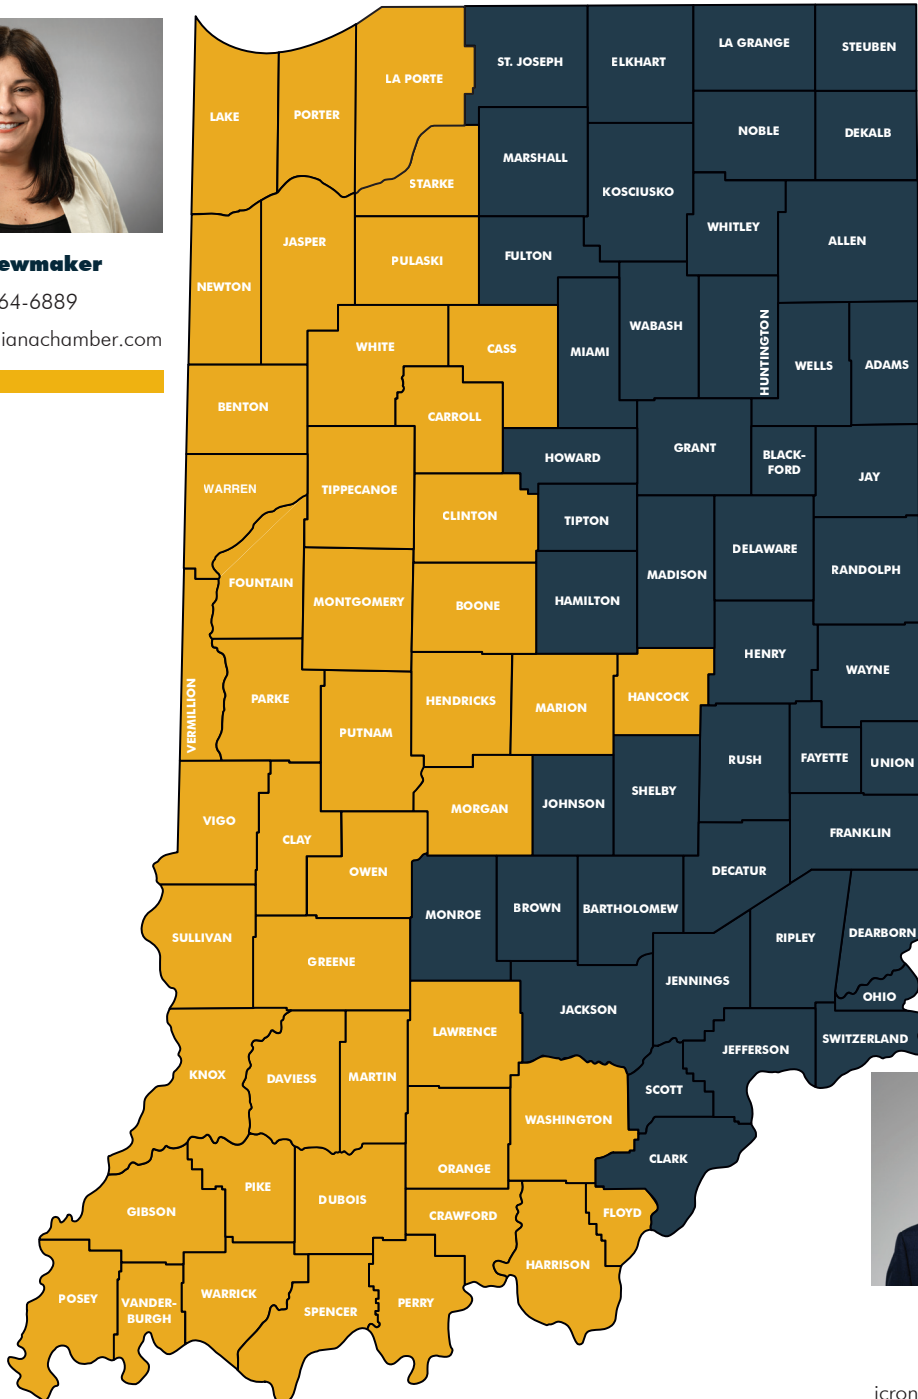 LA GRANGE
STEUBEN
ST. JOSEPH
ELKHART
LA PORTE
LAKE
PORTER
NOBLE
DEKALB
MARSHALL
STARKE
KOSCIUSKO
WHITLEY
ALLEN
JASPER
FULTON
PULASKI
ewmaker
NEWTON
64-6889
ianachamber.com
WHITE
CASS
MIAMI
WABASH
HUNTINGTON
WELLS
ADAMS
BENTON
CARROLL
HOWARD
GRANT
BLACK-
FORD
JAY
WARREN
TIPPECANOE
CLINTON
TIPTON
DELAWARE
RANDOLPH
FOUNTAIN
MONTGOMERY
BOONE
HAMILTON
MADISON
HENRY
WAYNE
VERMILLION
PARKE
HENDRICKS
MARION
HANCOCK
PUTNAM
RUSH
FAYETTE
UNION
VIGO
CLAY
MORGAN
JOHNSON
SHELBY
FRANKLIN
OWEN
DECATUR
MONROE
BROWN
BARTHOLOMEW
SULLIVAN
RIPLEY
DEARBORN
GREENE
JENNINGS
OHIO
JACKSON
LAWRENCE
SWITZERLAND
JEFFERSON
KNOX
DAVIESS
MARTIN
SCOTT
WASHINGTON
CLARK
ORANGE
PIKE
DUBOIS
GIBSON
CRAWFORD
FLOYD
HARRISON
POSEY
VANDER-
BURGH
WARRICK
SPENCER
PERRY